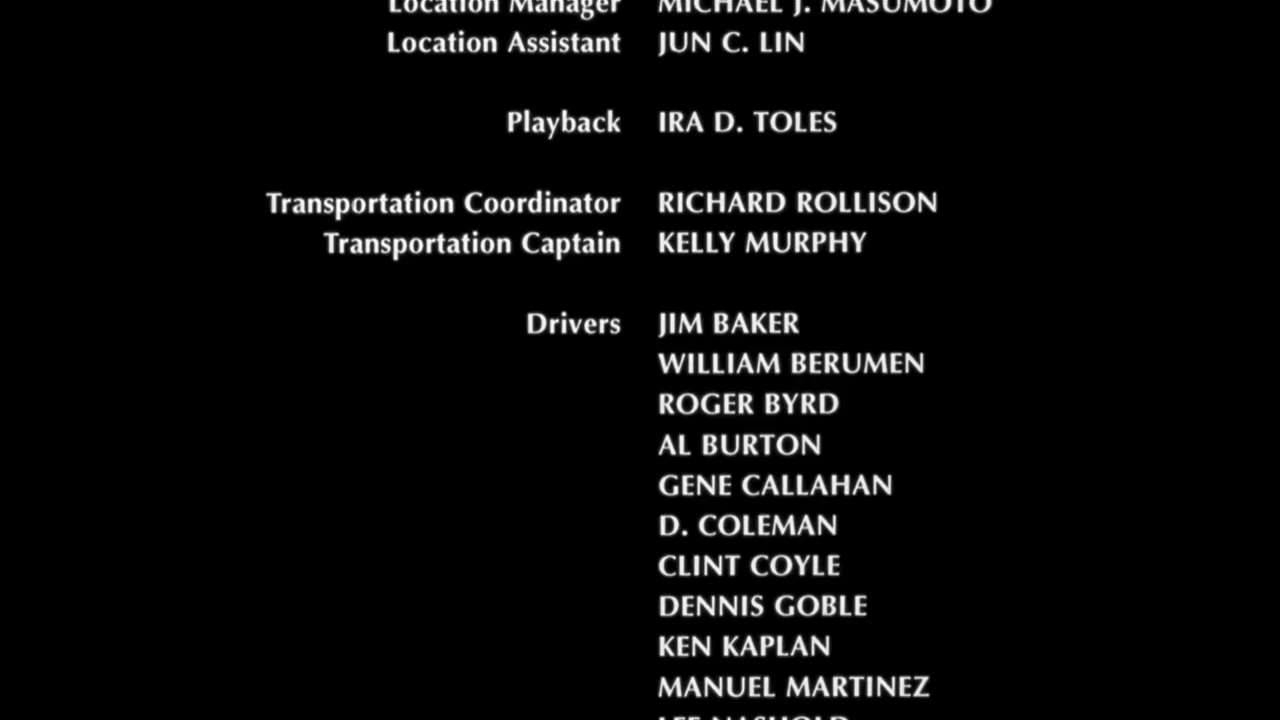 Location Manager MICHAEL J. MASUMOTO
Location Assistant JUN C. LIN
Playback IRA D. TOLES
Transportation Coordinator RICHARD ROLLISON
Transportation Captain KELLY MURPHY
Drivers JIM BAKER
WILLIAM BERUMEN
ROGER BYRD
AL BURTON
GENE CALLAHAN
D. COLEMAN
CLINT COYLE
DENNIS GOBLE
KEN KAPLAN
MANUEL MARTINEZ